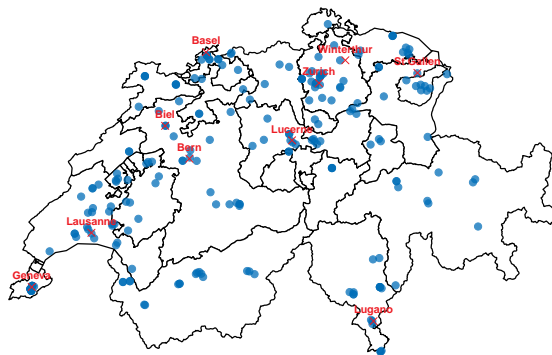 Basel
Winterthur
St.Gallen
Zürich
Biel
Lucerne
Bern
Lausanne
Geneva
Lugano